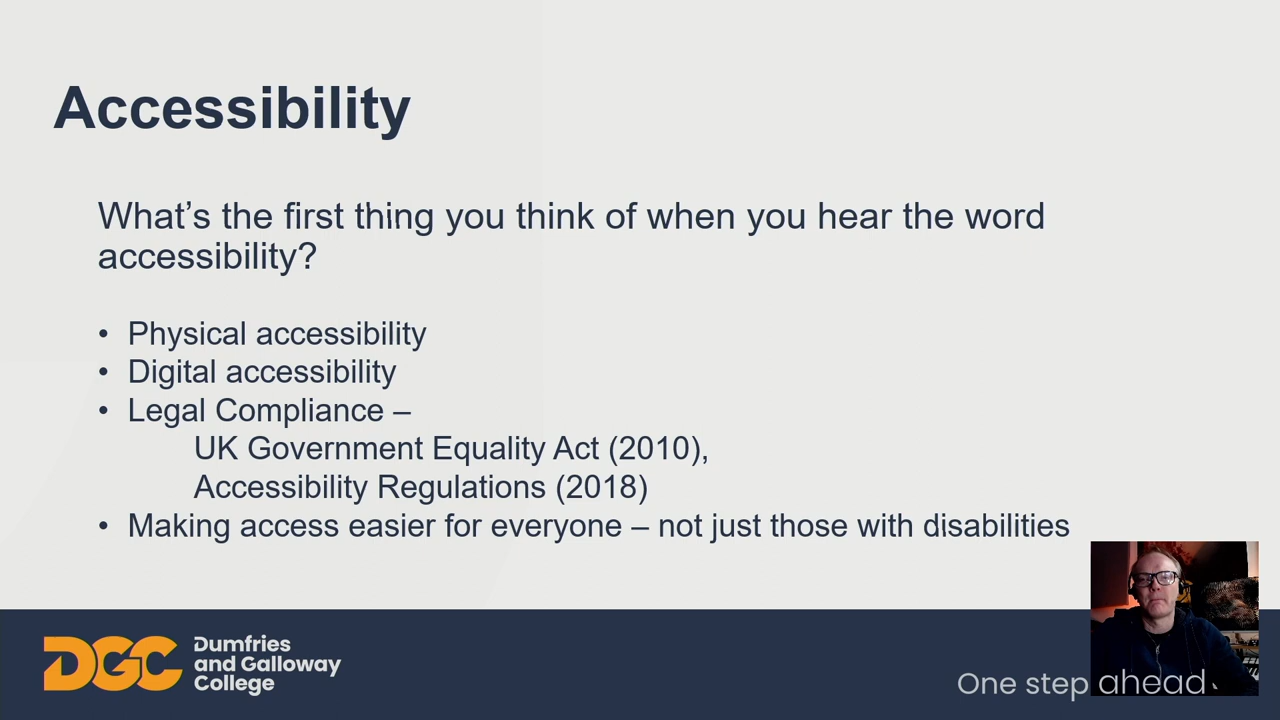 Accessibility
What’s the first thing you think of when you hear the word
accessibility?
• Physical accessibility
• Digital accessibility
• Legal Compliance –
UK Government Equality Act (2010),
Accessibility Regulations (2018)
• Making access easier for everyone – not just those with disabilities
DGC
Dumfries
and Galloway
College
One step ahead